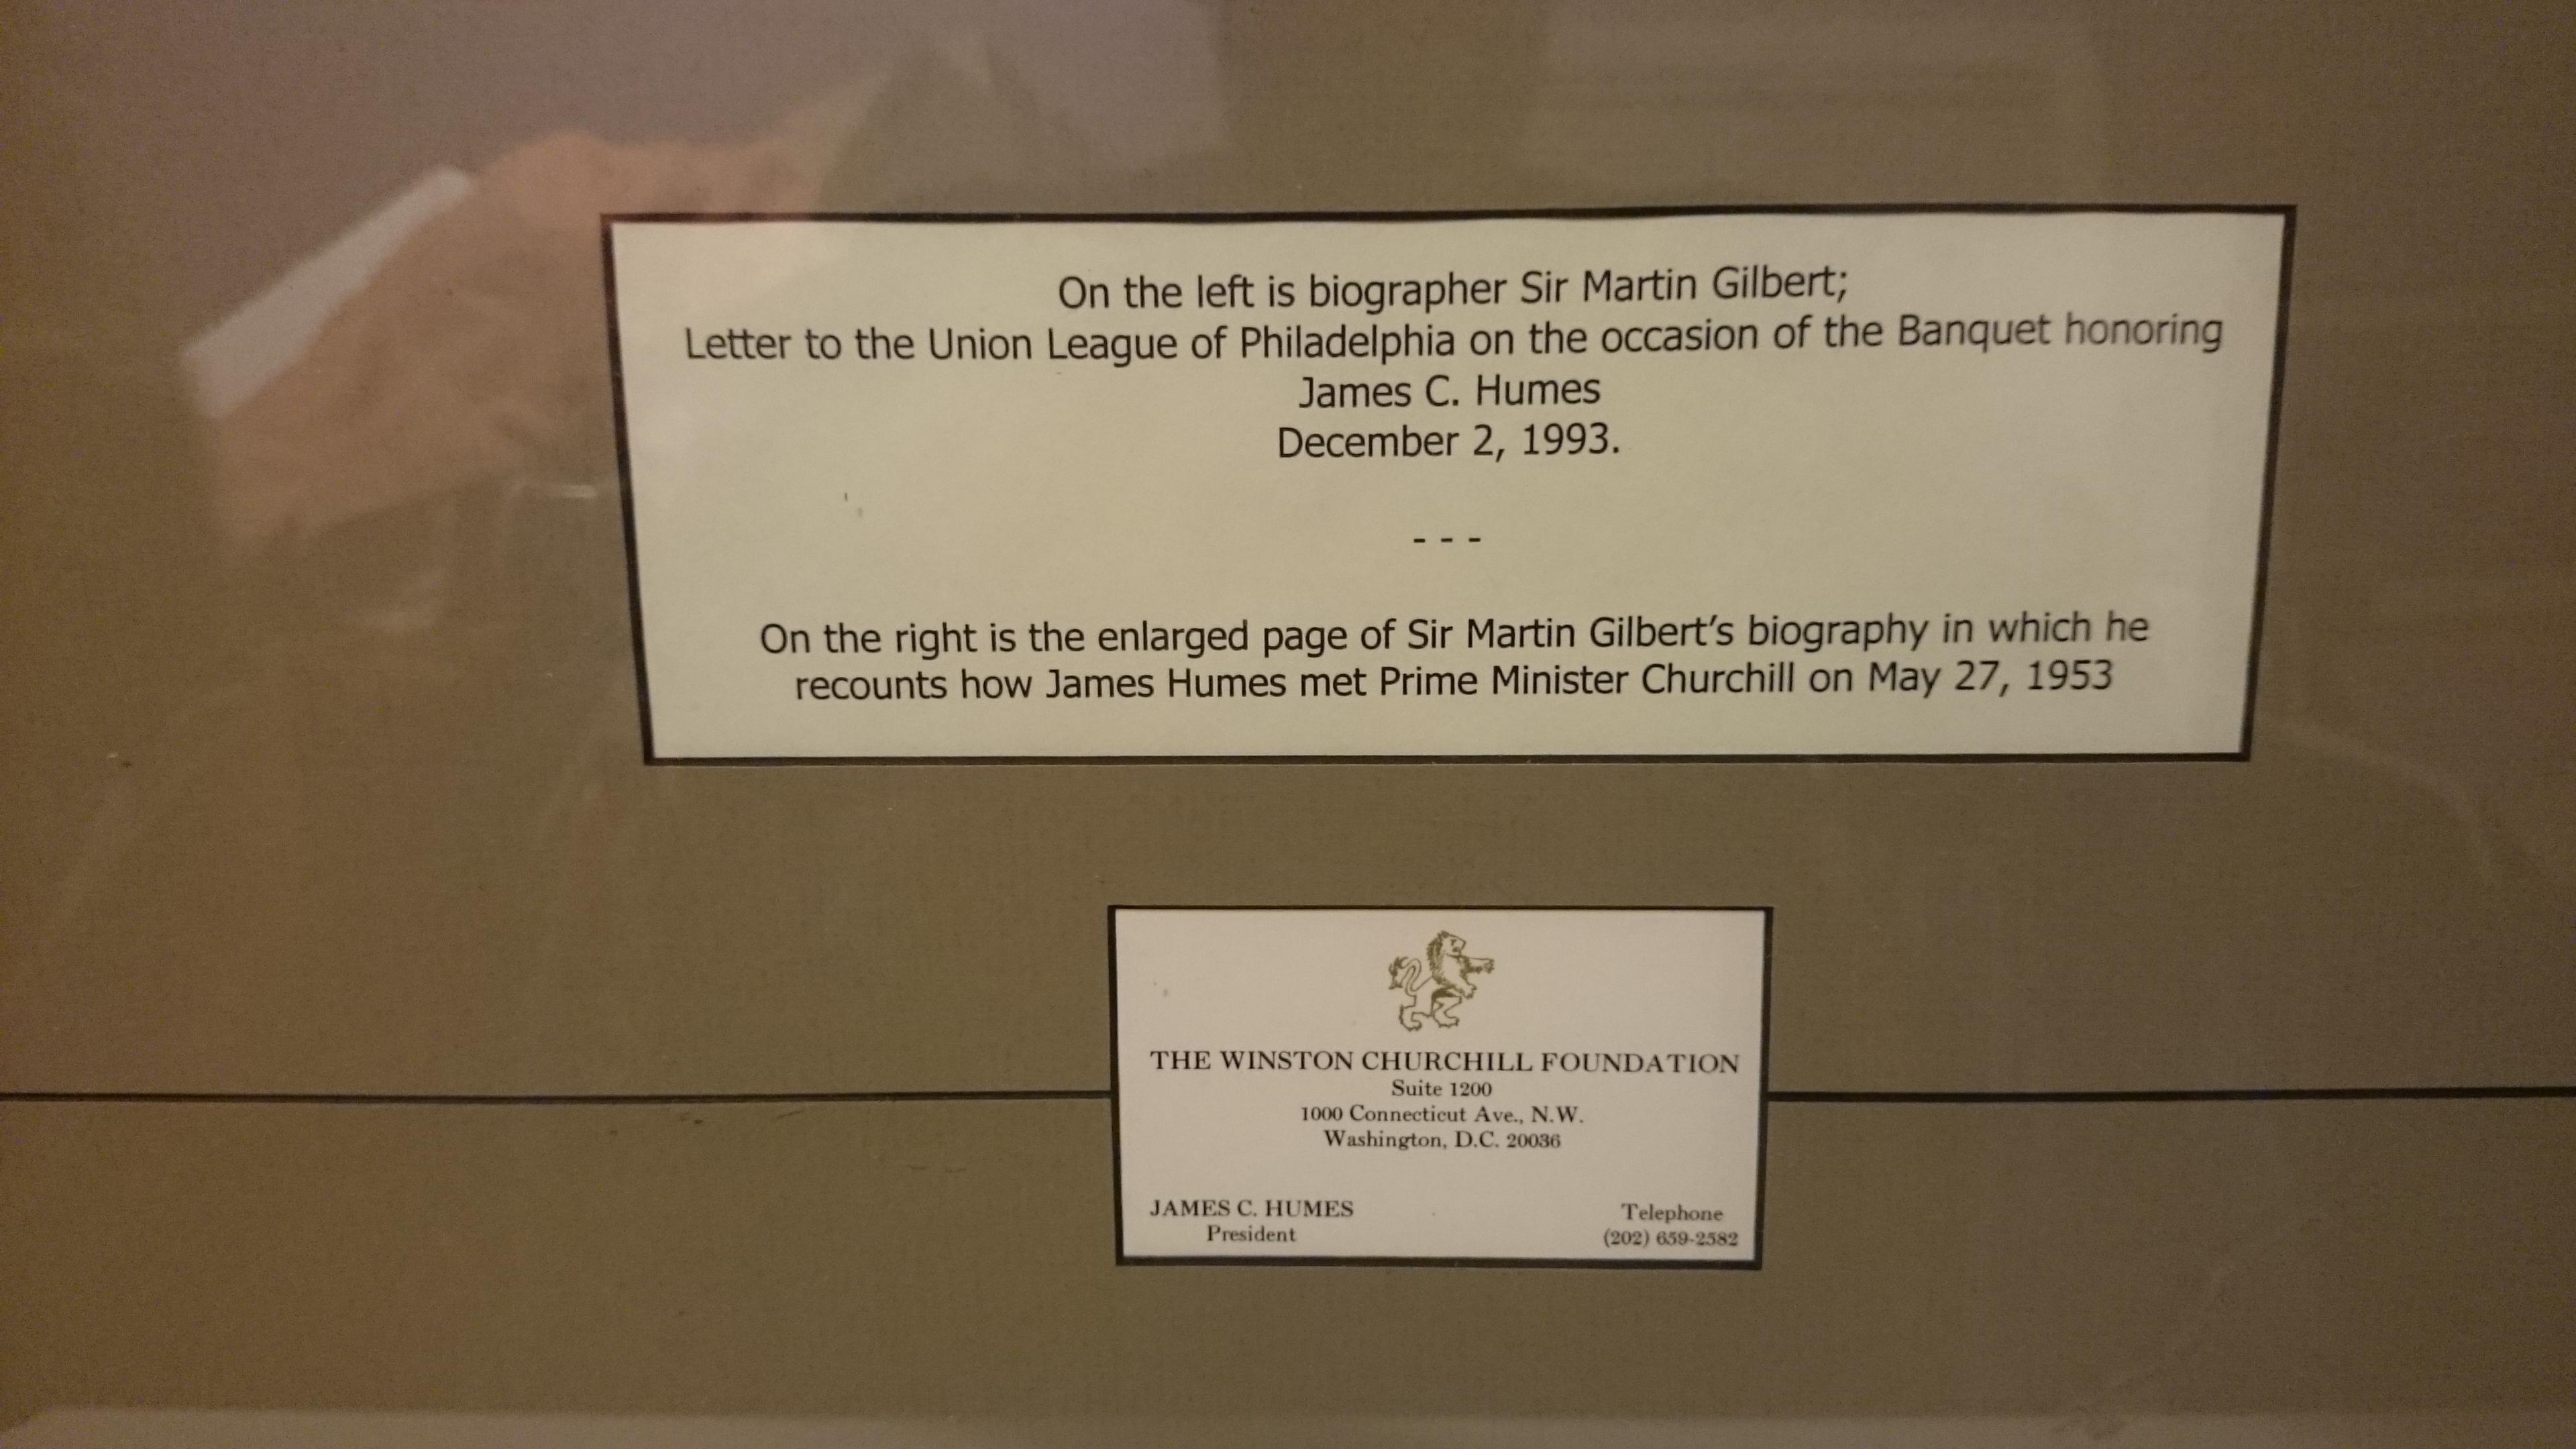 On the left is biographer Sir Martin Gilbert;
Letter to the Union League of Philadelphia on the occasion of the Banquet honoring
James C. Humes
December 2, 1993.
- - -
On the right is the enlarged page of Sir Martin Gilbert’s biography in which he
recounts how James Humes met Prime Minister Churchill on May 27, 1953
THE WINSTON CHURCHILL FOUNDATION
Suite 1200
1000 Connecticut Ave., N.W.
Washington, D.C. 20036
JAMES C. HUMES
President
Telephone
(202) 659-2582